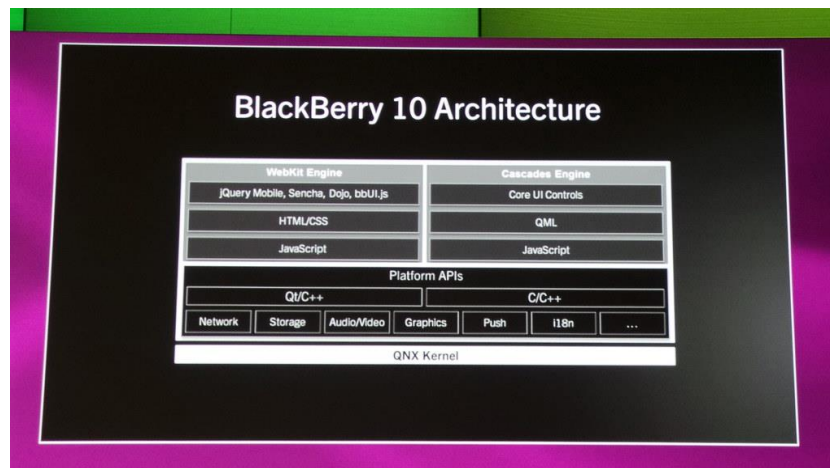 BlackBerry 10 Architecture
WebKit Engine
jQuery Mobile, Sencha, Dojo, bbUI.js
HTML/CSS
JavaScript
Cascades Engine
Core UI Controls
QML
JavaScript
Platform APIs
Qt/C++
C/C++
Network
Storage
Audio/Video
Graphics
Push
i18n
...
QNX Kernel